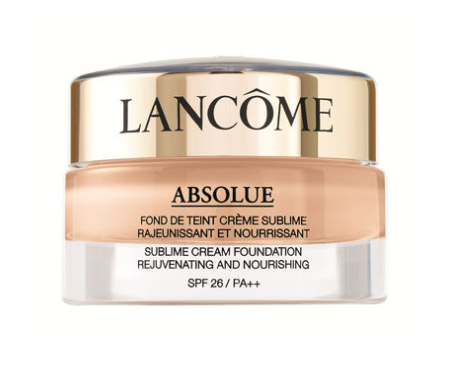 LANCÔME
ABSOLUE
FOND DE TEINT CRÈME SUBLIME
RAJEUNISSANT ET NOURRISSANT
SUBLIME CREAM FOUNDATION
REJUVENATING AND NOURISHING
SPF 26 / PA++